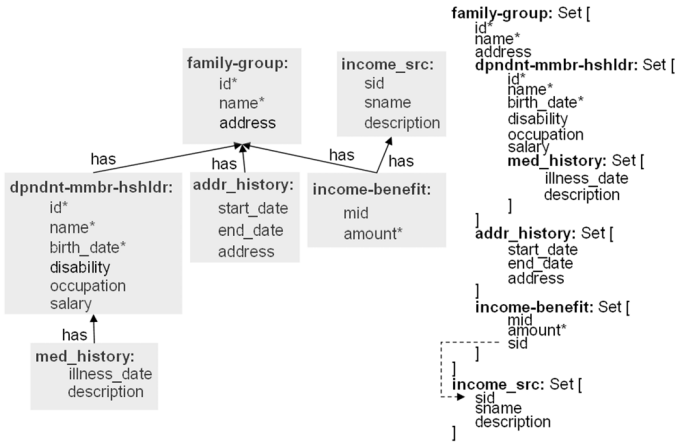 family-group:
id*
name*
address
income_src:
sid
sname
description
has
has
has
has
dpndnt-mmbr-hshldr:
id*
name*
birth_date*
disability
occupation
salary
addr_history:
start_date
end_date
address
income-benefit:
mid
amount*
has
med_history:
illness_date
description
family-group: Set [
id*
name*
address
dpndnt-mmbr-hshldr: Set [
id*
name*
birth_date*
disability
occupation
salary
med_history: Set [
illness_date
description
]
]
addr_history: Set [
start_date
end_date
address
]
income-benefit: Set [
mid
amount*
sid
]
]
income_src: Set [
sid
sname
description
]